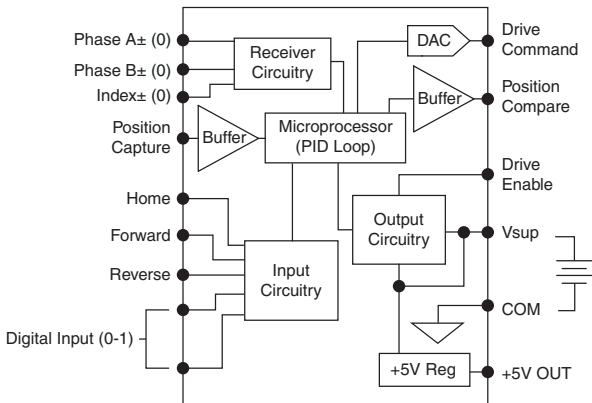 Phase A± (0)
Phase B± (0)
Index± (0)
Position
Capture
Home
Forward
Reverse
Digital Input (0-1)
Receiver
Circuitry
Buffer
Microprocessor
(PID Loop)
Input
Circuitry
DAC
Buffer
Output
Circuitry
+5V Reg
Drive
Command
Position
Compare
Drive
Enable
Vsup
COM
+5V OUT